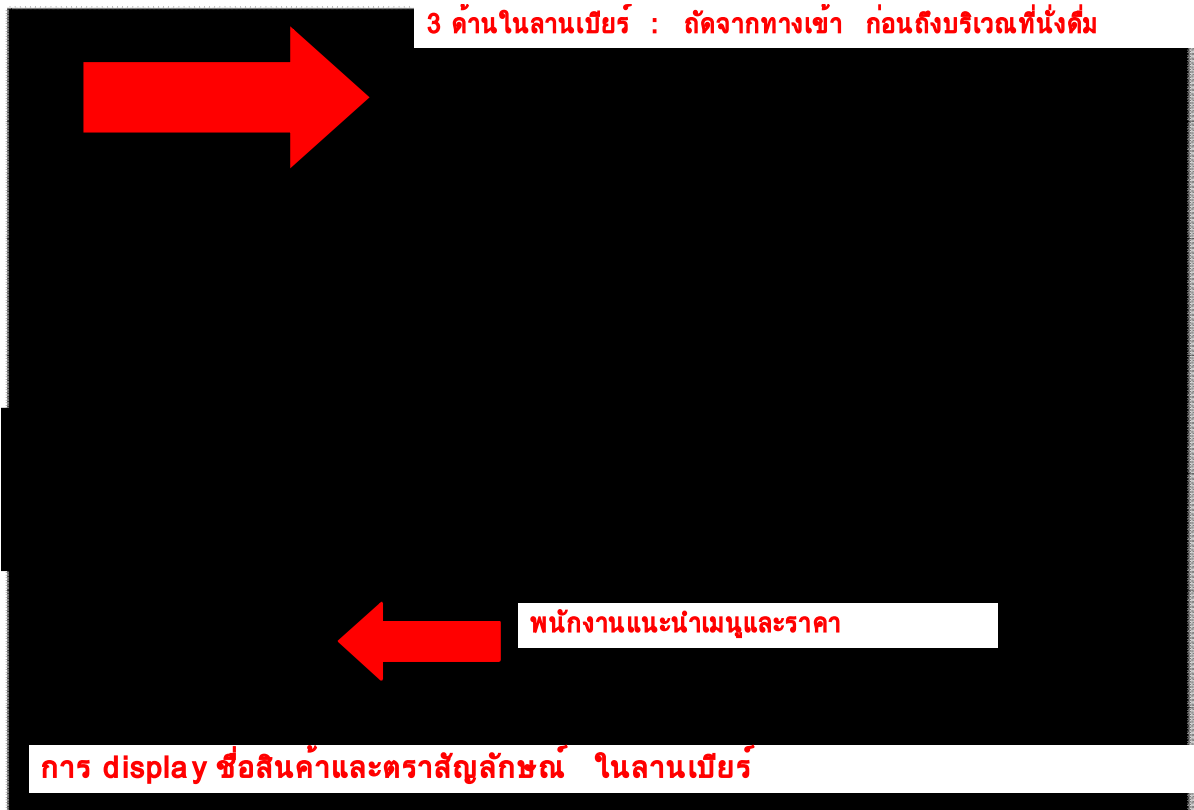 3 ด้านในลานเบียร์ : ถัดจากทางเข้า ก่อนถึงบริเวณที่นั่งดื่ม
พนักงานแนะนำเมนูและราคา
การ display ชื่อสินค้าและตราสัญลักษณ์ ในลานเบียร์